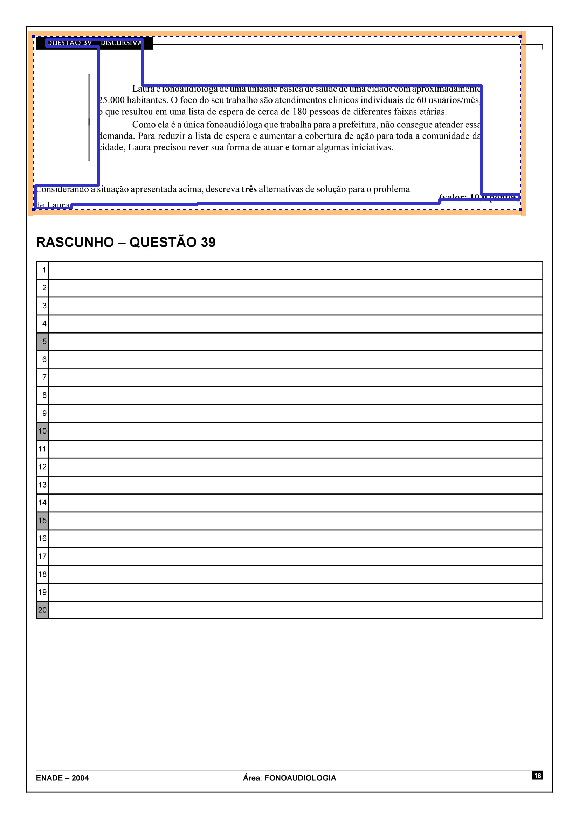 QUESTÃO 39 DISCURSIVA
Laura é fonoaudióloga de uma unidade básica de saúde de uma cidade com aproximadamente
25.000 habitantes. O foco do seu trabalho são atendimentos clínicos individuais de 60 usuários/mês,
o que resultou em uma lista de espera de cerca de 180 pessoas de diferentes faixas etárias.
Como ela é a única fonoaudióloga que trabalha para a prefeitura, não consegue atender essa
demanda. Para reduzir a lista de espera e aumentar a cobertura de ação para toda a comunidade da
cidade, Laura precisou rever sua forma de atuar e tomar algumas iniciativas.
Considerando a situação apresentada acima, descreva três alternativas de solução para o problema
de Laura.
(valor: 10,0 pontos)
RASCUNHO – QUESTÃO 39
1
2
3
4
5
6
7
8
9
10
11
12
13
14
15
16
17
18
19
20
ENADE – 2004
Área: FONOAUDIOLOGIA
18